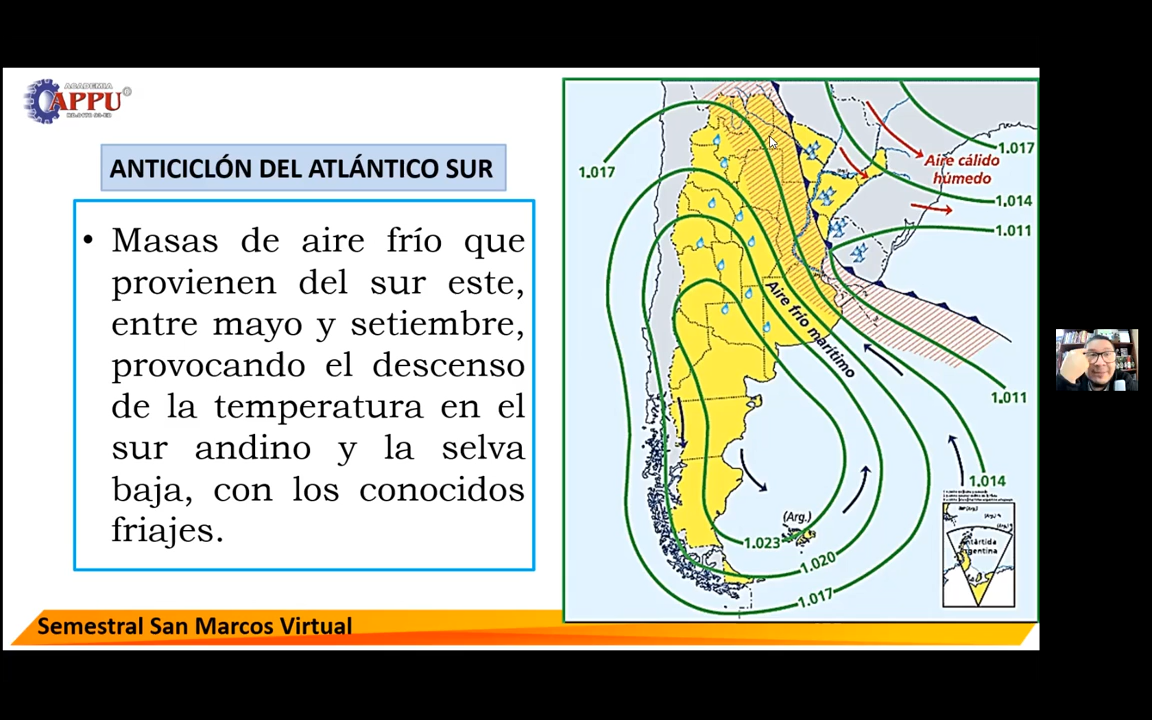 ACADEMIA
APPU
ANTICICLÓN DEL ATLÁNTICO SUR
• Masas de aire frío que
provienen del sur este,
entre mayo y setiembre,
provocando el descenso
de la temperatura en el
sur andino y la selva
baja, con los conocidos
friajes.
Semestral San Marcos Virtual
1.017
1.017
Aire cálido
húmedo
1.014
1.011
Aire frío marítimo
1.011
1.014
(Arg.)
1.023
1.020
1.017
Antártida
Argentina